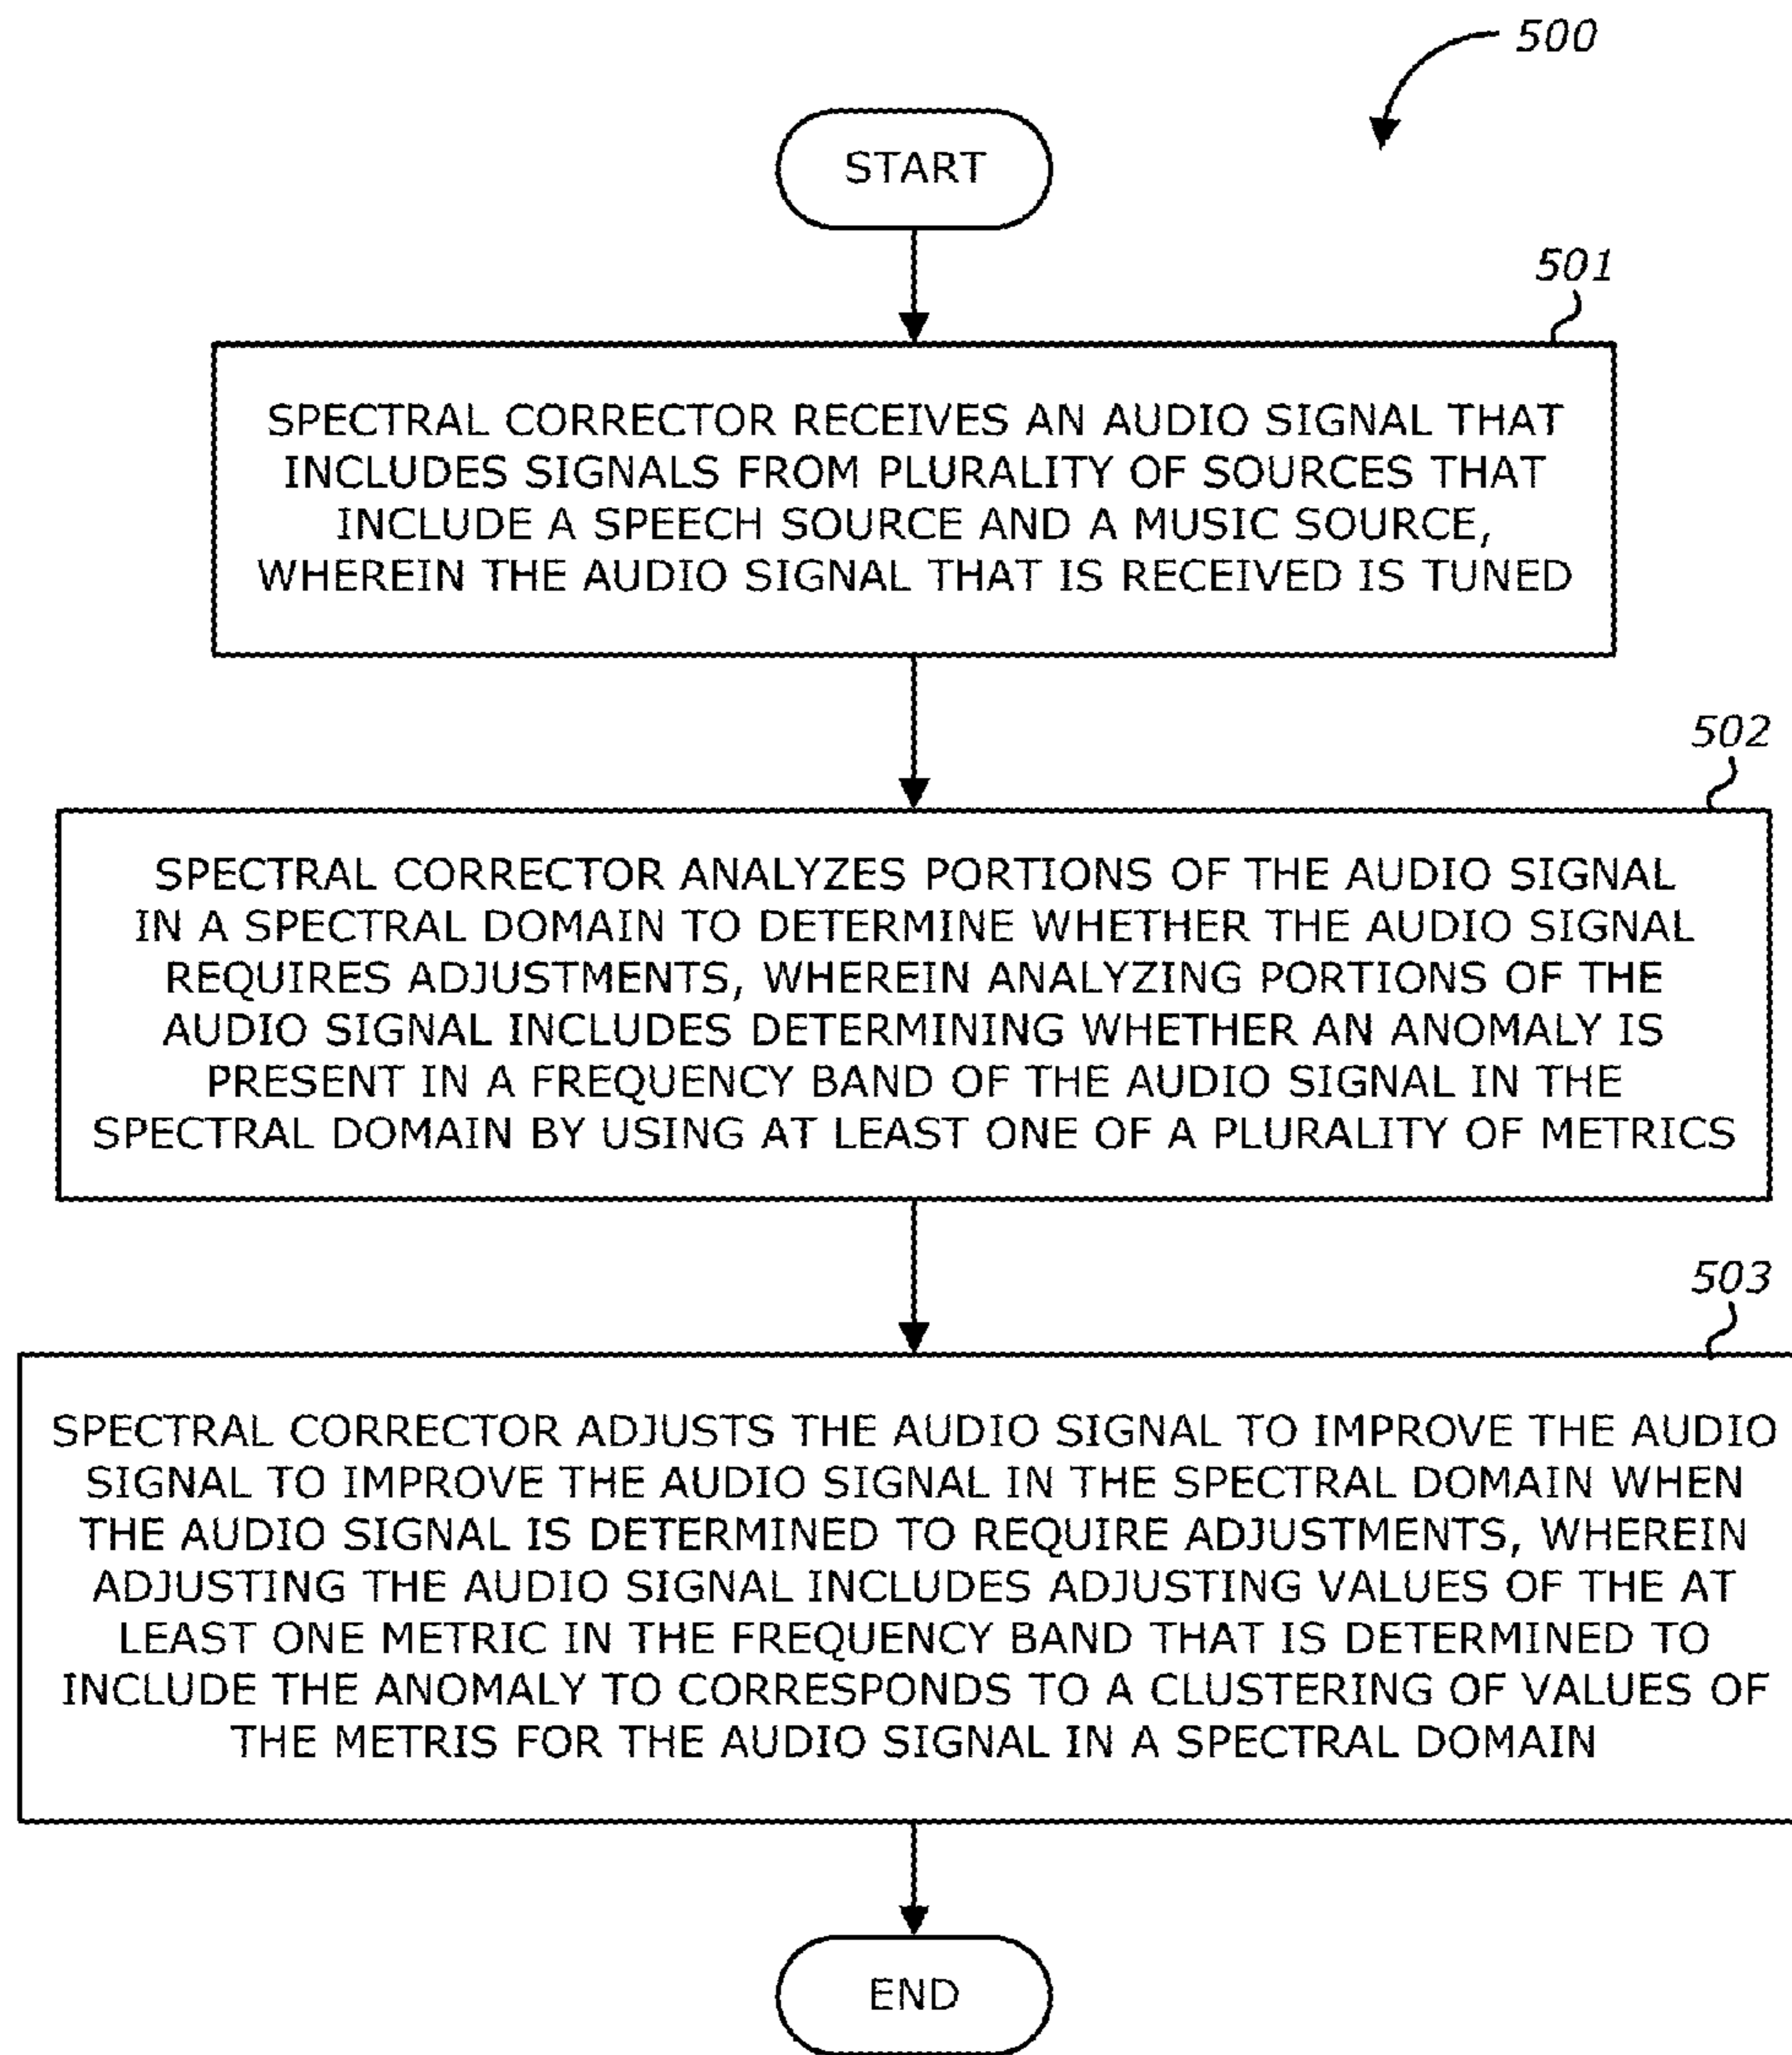 500
START
501
SPECTRAL CORRECTOR RECEIVES AN AUDIO SIGNAL THAT
INCLUDES SIGNALS FROM PLURALITY OF SOURCES THAT
INCLUDE A SPEECH SOURCE AND A MUSIC SOURCE,
WHEREIN THE AUDIO SIGNAL THAT IS RECEIVED IS TUNED
502
SPECTRAL CORRECTOR ANALYZES PORTIONS OF THE AUDIO SIGNAL
IN A SPECTRAL DOMAIN TO DETERMINE WHETHER THE AUDIO SIGNAL
REQUIRES ADJUSTMENTS, WHEREIN ANALYZING PORTIONS OF THE
AUDIO SIGNAL INCLUDES DETERMINING WHETHER AN ANOMALY IS
PRESENT IN A FREQUENCY BAND OF THE AUDIO SIGNAL IN THE
SPECTRAL DOMAIN BY USING AT LEAST ONE OF A PLURALITY OF METRICS
503
SPECTRAL CORRECTOR ADJUSTS THE AUDIO SIGNAL TO IMPROVE THE AUDIO
SIGNAL TO IMPROVE THE AUDIO SIGNAL IN THE SPECTRAL DOMAIN WHEN
THE AUDIO SIGNAL IS DETERMINED TO REQUIRE ADJUSTMENTS, WHEREIN
ADJUSTING THE AUDIO SIGNAL INCLUDES ADJUSTING VALUES OF THE AT
LEAST ONE METRIC IN THE FREQUENCY BAND THAT IS DETERMINED TO
INCLUDE THE ANOMALY TO CORRESPONDS TO A CLUSTERING OF VALUES OF
THE METRIS FOR THE AUDIO SIGNAL IN A SPECTRAL DOMAIN
END